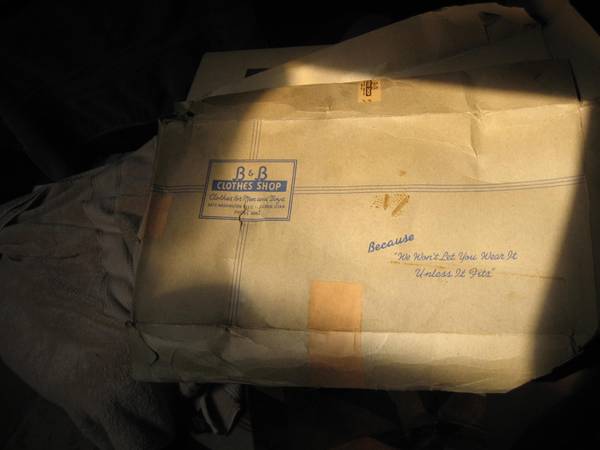 B & B
CLOTHES SHOP
Clothes for Men and Boys
Because
"We Won't Let You Wear It
Unless It Fits"